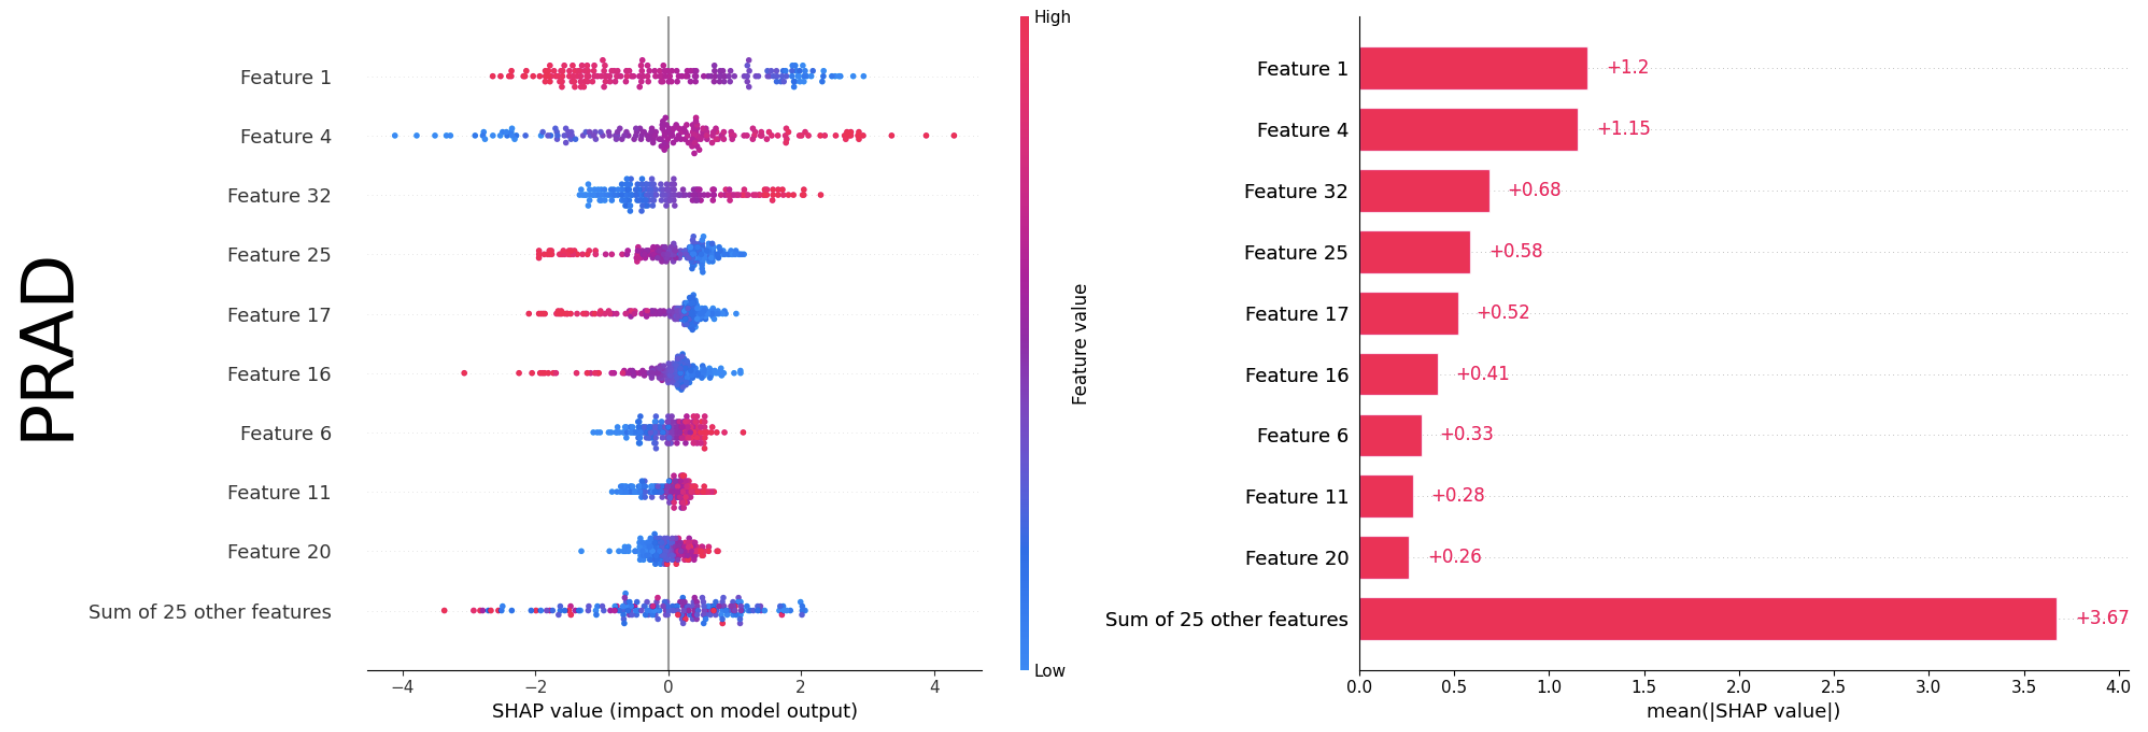 PRAD
Feature 1
Feature 4
Feature 32
Feature 25
Feature 17
Feature 16
Feature 6
Feature 11
Feature 20
Sum of 25 other features
−4 −2 0 2 4
SHAP value (impact on model output)
High
Low
Feature value
Feature 1 +1.2
Feature 4 +1.15
Feature 32 +0.68
Feature 25 +0.58
Feature 17 +0.52
Feature 16 +0.41
Feature 6 +0.33
Feature 11 +0.28
Feature 20 +0.26
Sum of 25 other features +3.67
0.0 0.5 1.0 1.5 2.0 2.5 3.0 3.5 4.0
mean(|SHAP value|)